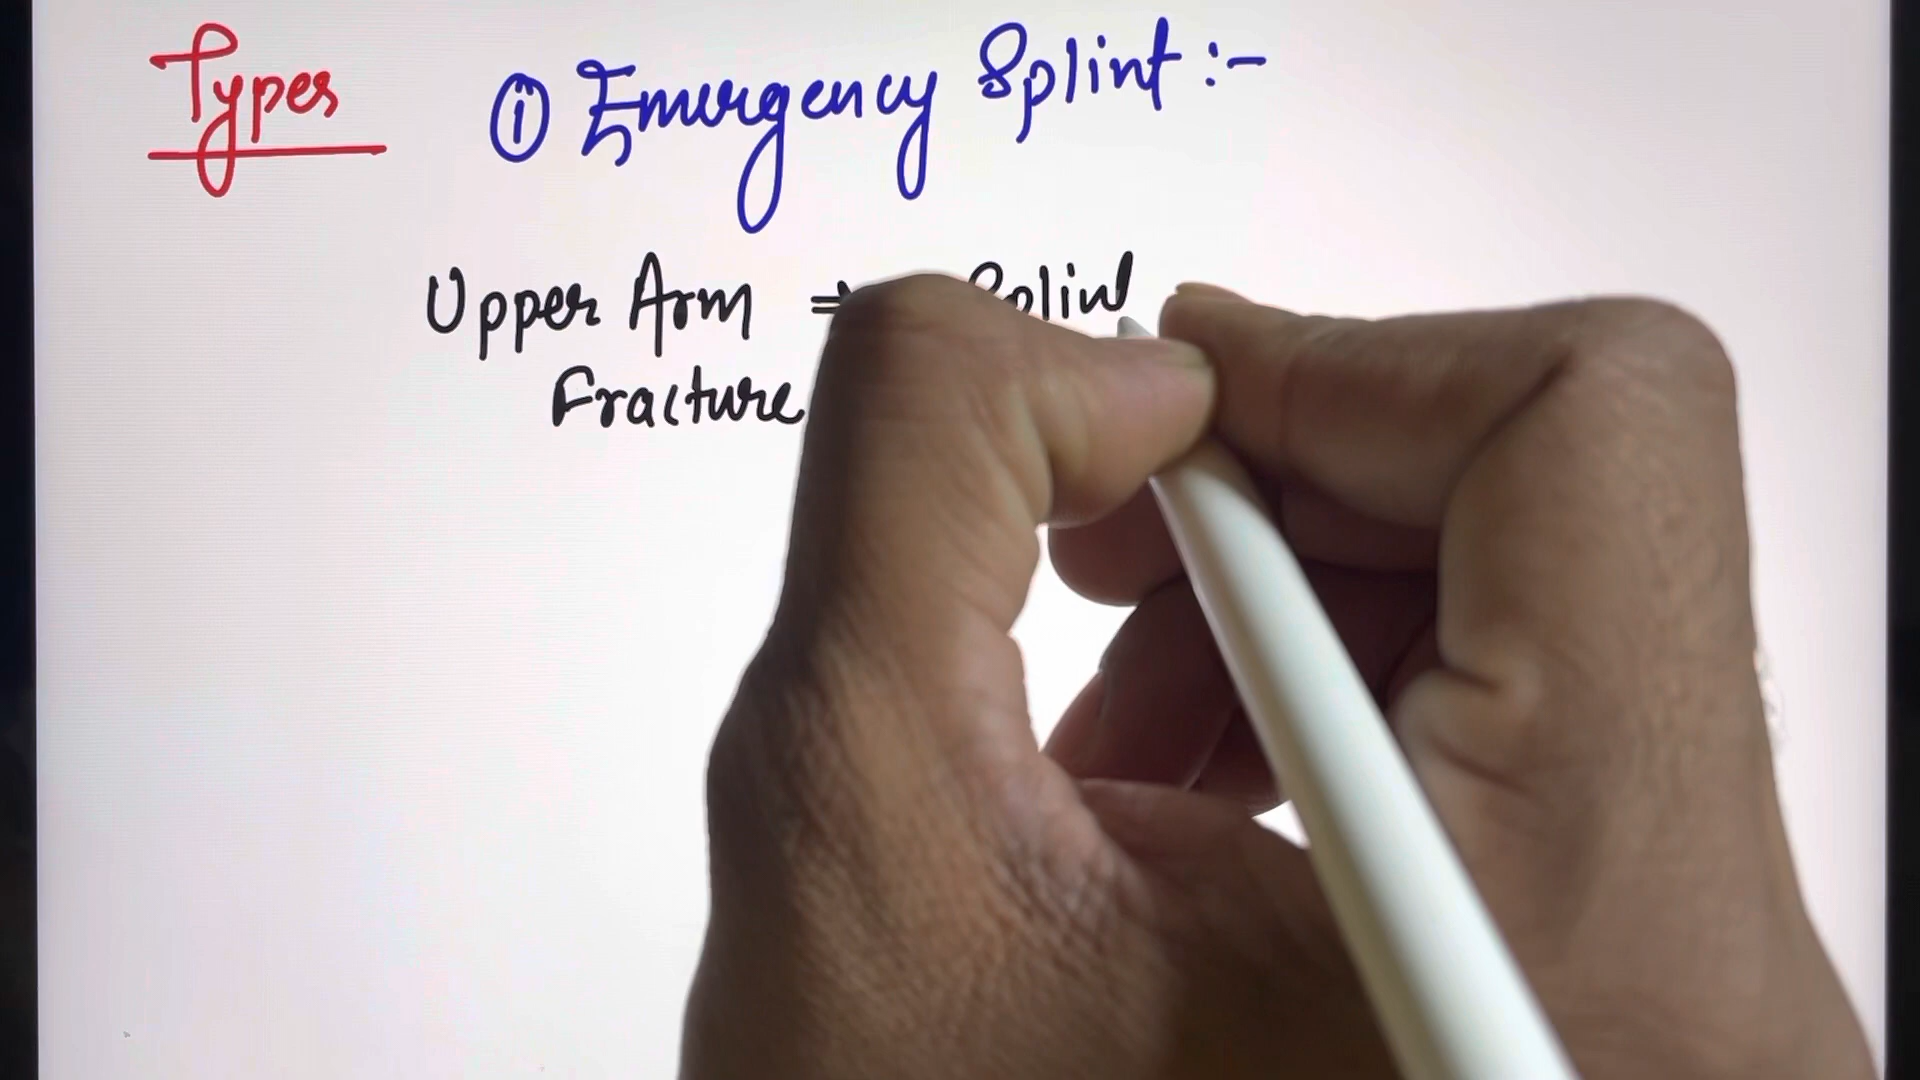 Types ① Emergency Splint :-
Upper Arm ⇒
Fracture